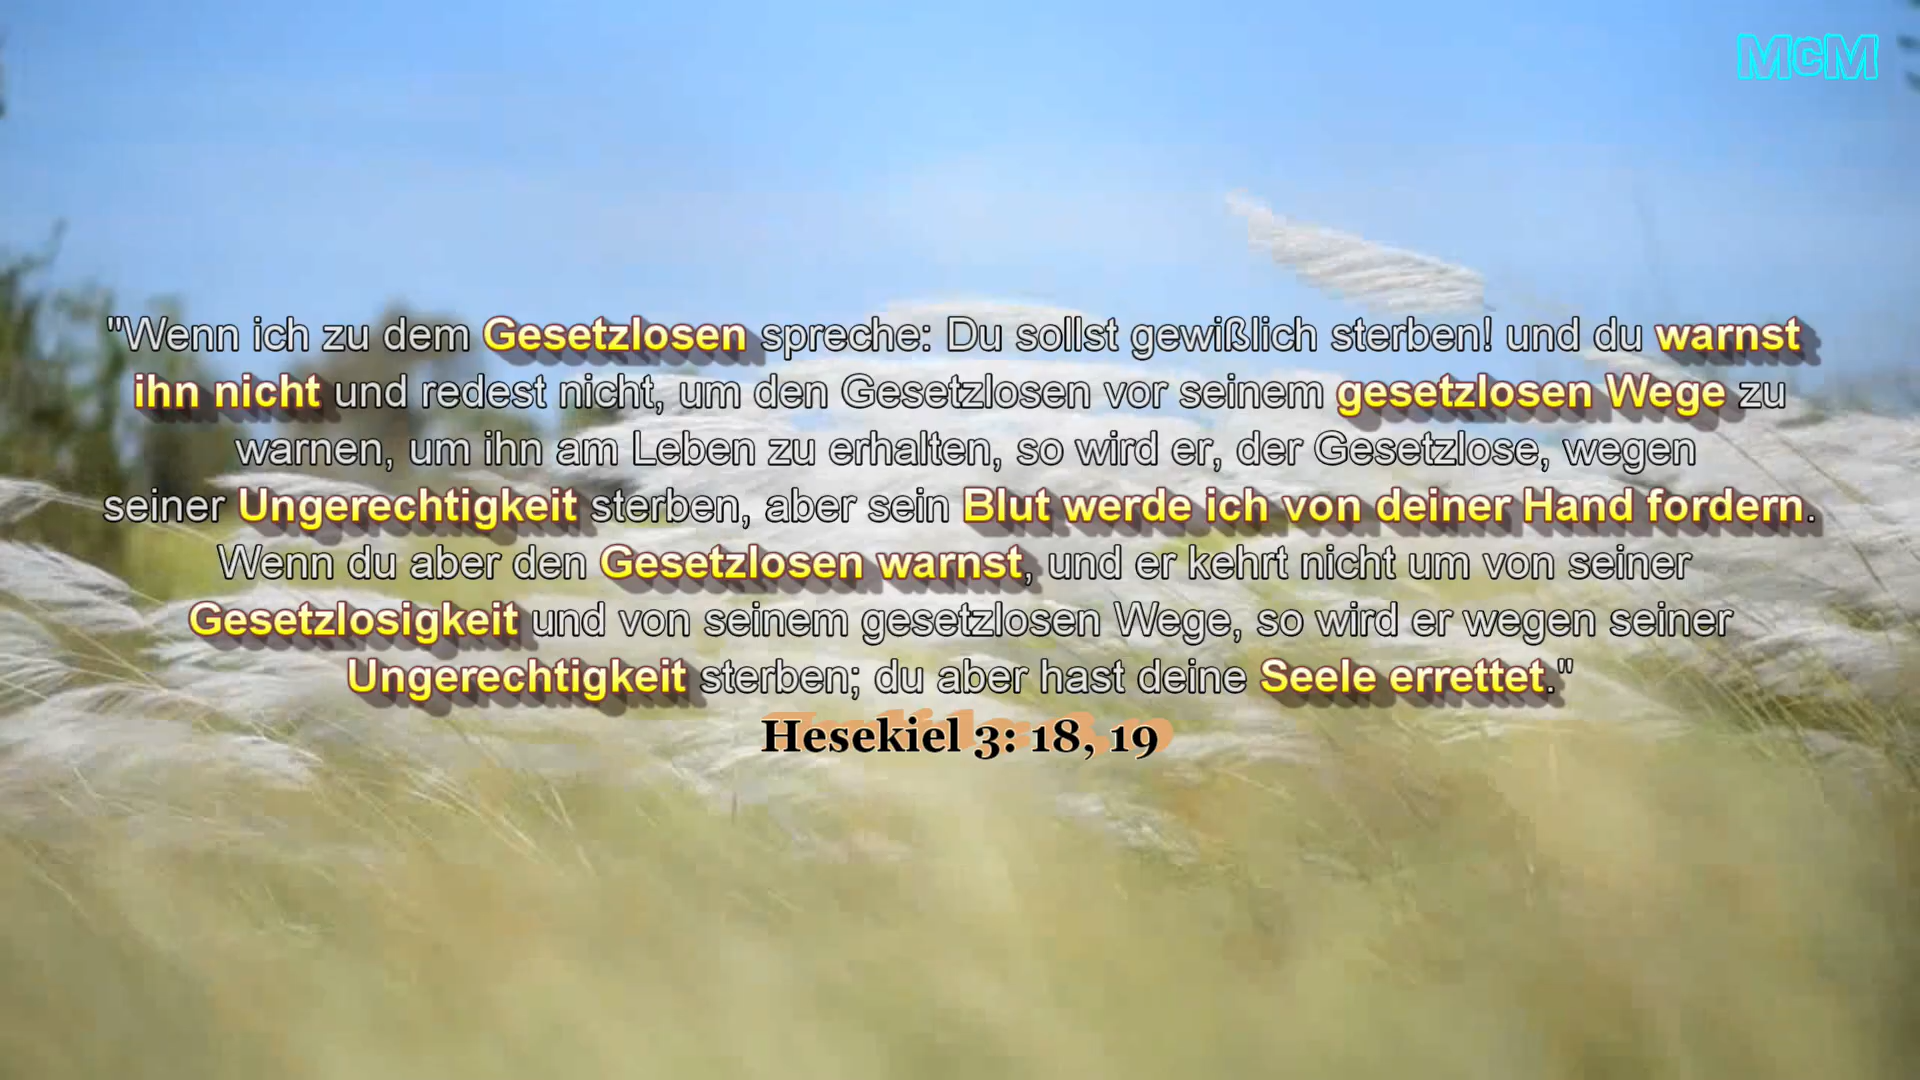 McM
"Wenn ich zu dem Gesetzlosen spreche: Du sollst gewißlich sterben! und du warnst
ihn nicht und redest nicht, um den Gesetzlosen vor seinem gesetzlosen Wege zu
warnen, um ihn am Leben zu erhalten, so wird er, der Gesetzlose, wegen
seiner Ungerechtigkeit sterben, aber sein Blut werde ich von deiner Hand fordern.
Wenn du aber den Gesetzlosen warnst, und er kehrt nicht um von seiner
Gesetzlosigkeit und von seinem gesetzlosen Wege, so wird er wegen seiner
Ungerechtigkeit sterben; du aber hast deine Seele errettet."
Hesekiel 3: 18, 19